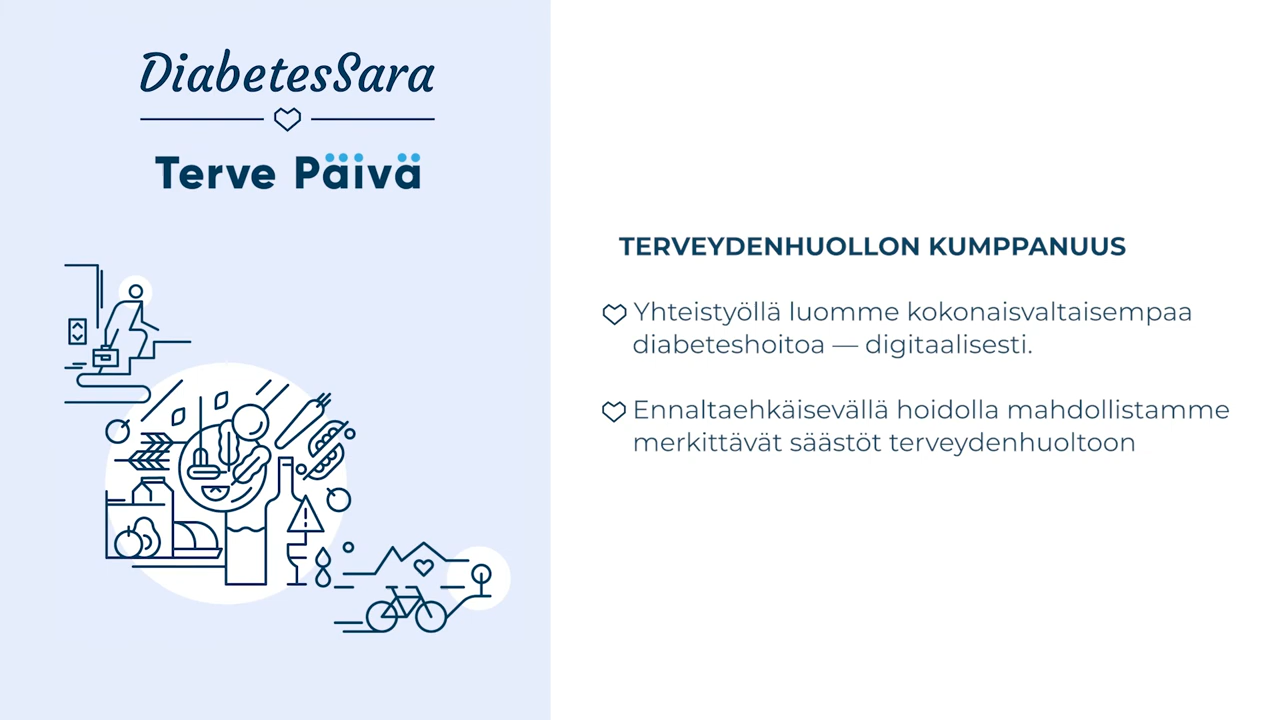 DiabetesSara
Terve Päivä
TERVEYDENHUOLLON KUMPPANUUS
Yhteistyöllä luomme kokonaisvaltaisempaa
diabeteshoitoa — digitaalisesti.
Ennaltaehkäisevällä hoidolla mahdollistamme
merkittävät säästöt terveydenhuoltoon